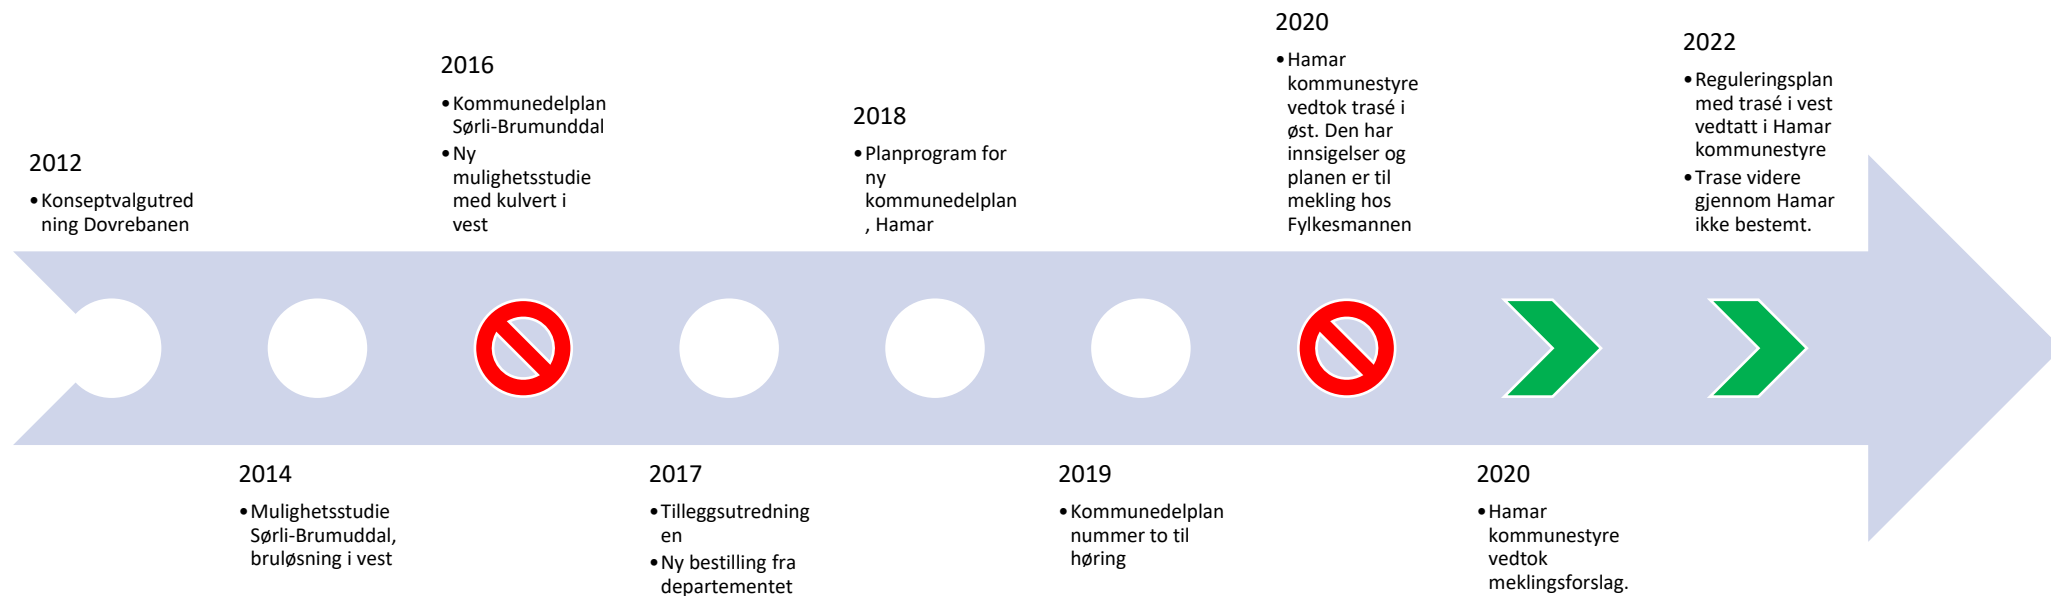 2012
•Konseptvalgutred
ning Dovrebanen
2014
•Mulighetsstudie
Sørli-Brumuddal,
bruløsning i vest
2016
•Kommunedelplan
Sørli-Brumunddal
•Ny
mulighetsstudie
med kulvert i
vest
2017
•Tilleggsutredning
en
•Ny bestilling fra
departementet
2018
•Planprogram for
ny
kommunedelplan
, Hamar
2019
•Kommunedelplan
nummer to til
høring
2020
•Hamar
kommunestyre
vedtok trasé i
øst. Den har
innsigelser og
planen er til
mekling hos
Fylkesmannen
2020
•Hamar
kommunestyre
vedtok
meklingsforslag.
2022
•Reguleringsplan
med trasé i vest
vedtatt i Hamar
kommunestyre
•Trase videre
gjennom Hamar
ikke bestemt.